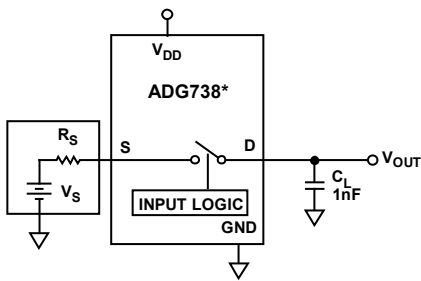 VDD
ADG738*
RS
S
D
VOUT
VS
CL
1nF
INPUT LOGIC
GND